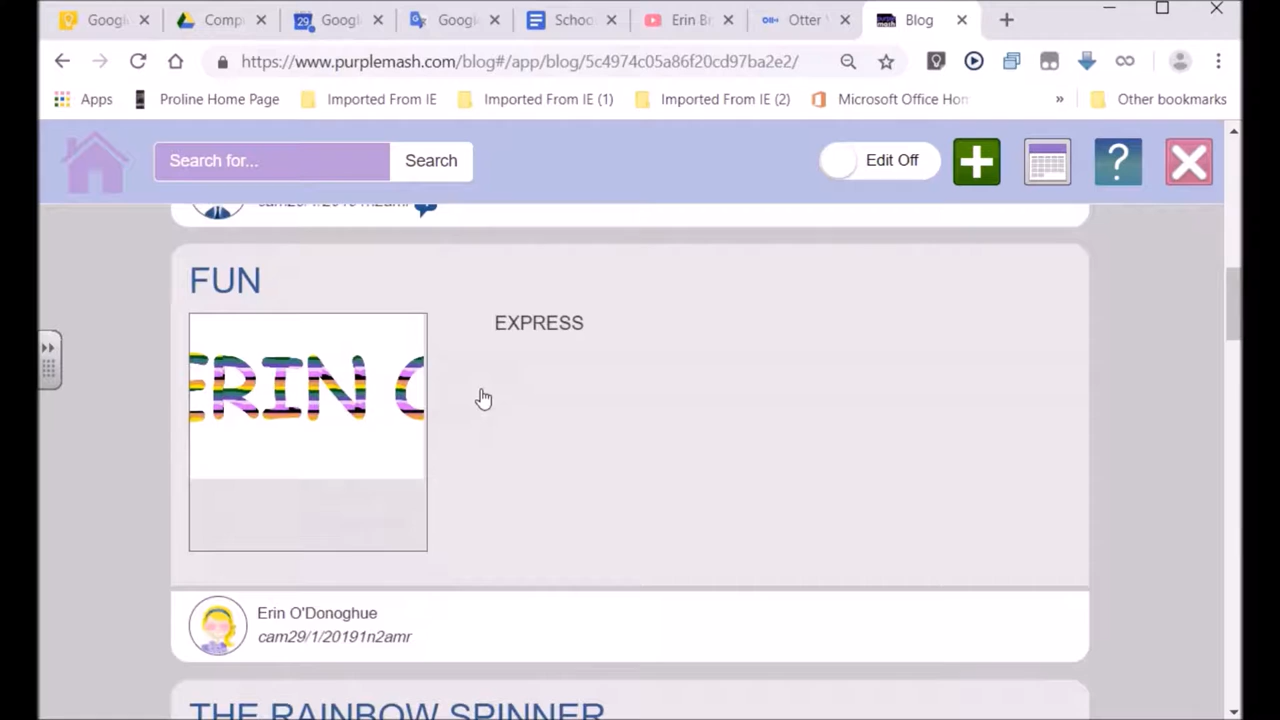 Googl Comp Googl Googl Schoo Erin Br Otter Blog
https://www.purplemash.com/blog#/app/blog/5c4974c05a86f20cd97ba2e2/
Apps Proline Home Page Imported From IE Imported From IE (1) Imported From IE (2) Microsoft Office Hom » Other bookmarks
Search for... Search Edit Off
FUN
ERIN
EXPRESS
Erin O'Donoghue
cam29/1/20191n2amr
THE RAINBOW SPINNER